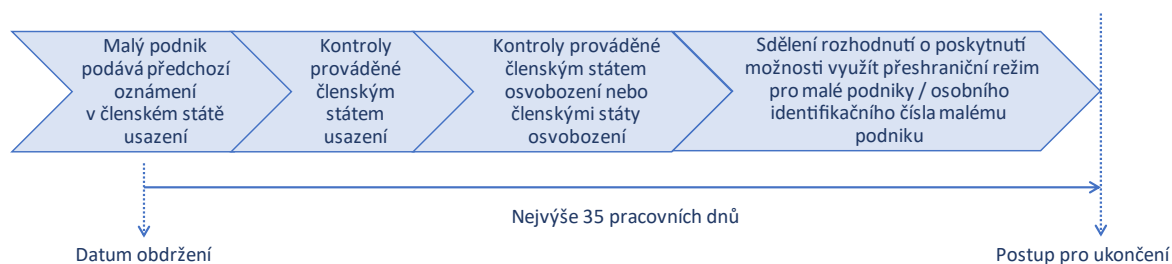 Malý podnik
podává předchozí
oznámení
v členském státě
usazení
Kontroly
prováděné
členským
státem
usazení
Kontroly prováděné
členským státem
osvobození nebo
členskými státy
osvobození
Sdělení rozhodnutí o poskytnutí
možnosti využít přeshraniční režim
pro malé podniky / osobního
identifikačního čísla malému
podniku
Nejvýše 35 pracovních dnů
Datum obdržení
Postup pro ukončení